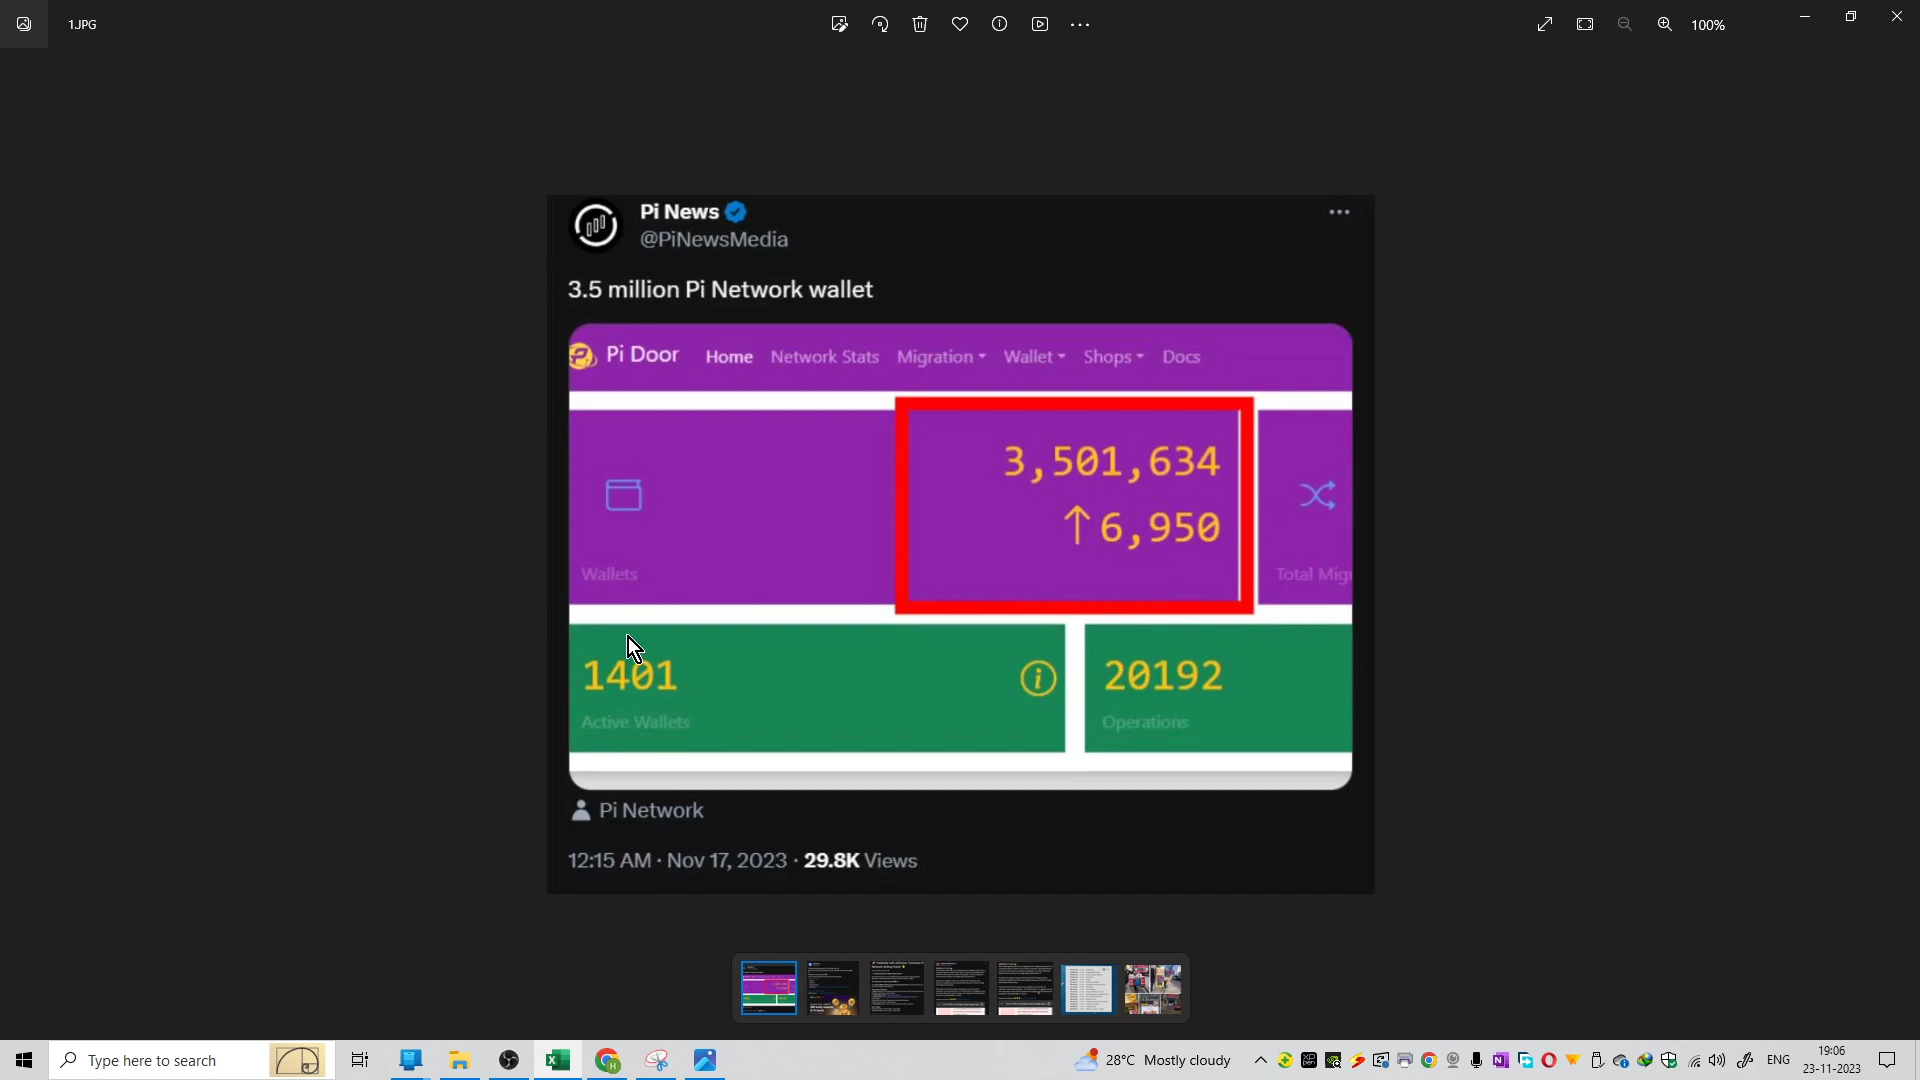 1.JPG
100%
Pi News
@PiNewsMedia
3.5 million Pi Network wallet
Pi Door Home Network Stats Migration Wallet Shops Docs
3,501,634
↑6,950
Wallets
Total Migr
1401
20192
Active Wallets
Operations
Pi Network
12:15 AM · Nov 17, 2023 · 29.8K Views
Type here to search
28°C Mostly cloudy
ENG
19:06
23-11-2023